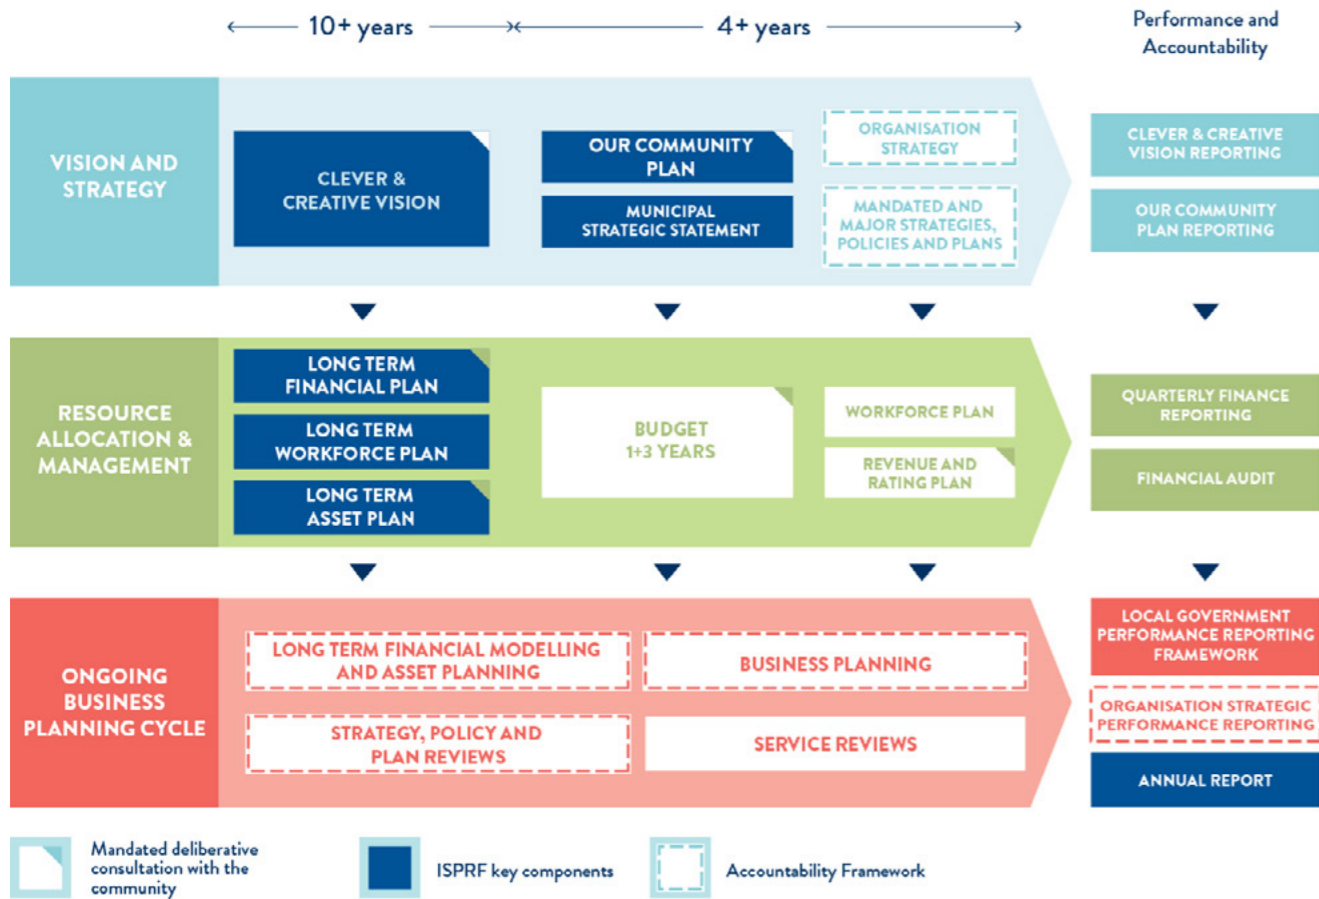 10+ years
4+ years
Performance and
Accountability
VISION AND
STRATEGY
CLEVER &
CREATIVE VISION
OUR COMMUNITY
PLAN
MUNICIPAL
STRATEGIC STATEMENT
ORGANISATION
STRATEGY
MANDATED AND
MAJOR STRATEGIES,
POLICIES AND PLANS
CLEVER & CREATIVE
VISION REPORTING
OUR COMMUNITY
PLAN REPORTING
RESOURCE
ALLOCATION &
MANAGEMENT
LONG TERM
FINANCIAL PLAN
LONG TERM
WORKFORCE PLAN
LONG TERM
ASSET PLAN
BUDGET
1+3 YEARS
WORKFORCE PLAN
REVENUE AND
RATING PLAN
QUARTERLY FINANCE
REPORTING
FINANCIAL AUDIT
ONGOING
BUSINESS
PLANNING CYCLE
LONG TERM FINANCIAL MODELLING
AND ASSET PLANNING
BUSINESS PLANNING
STRATEGY, POLICY AND
PLAN REVIEWS
SERVICE REVIEWS
LOCAL GOVERNMENT
PERFORMANCE REPORTING
FRAMEWORK
ORGANISATION STRATEGIC
PERFORMANCE REPORTING
ANNUAL REPORT
Mandated deliberative
consultation with the
community
ISPRF key components
Accountability Framework